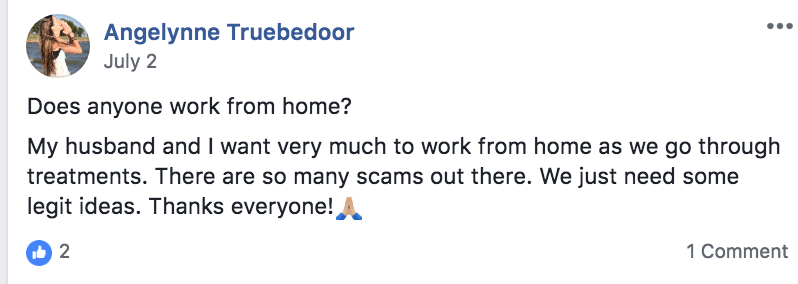 Angelynne Truebedoor
July 2
Does anyone work from home?
My husband and I want very much to work from home as we go through
treatments. There are so many scams out there. We just need some
legit ideas. Thanks everyone!🙏🏼
2
1 Comment